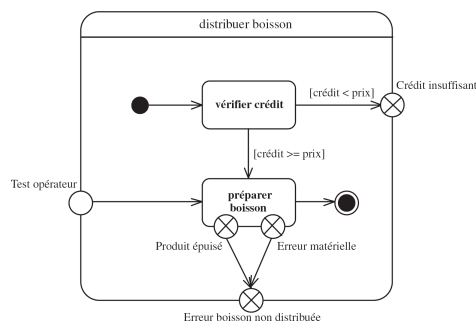 distribuer boisson
Crédit insuffisant
[crédit < prix]
vérifier crédit
[crédit >= prix]
Test opérateur
préparer
boisson
Produit épuisé
Erreur matérielle
Erreur boisson non distribuée